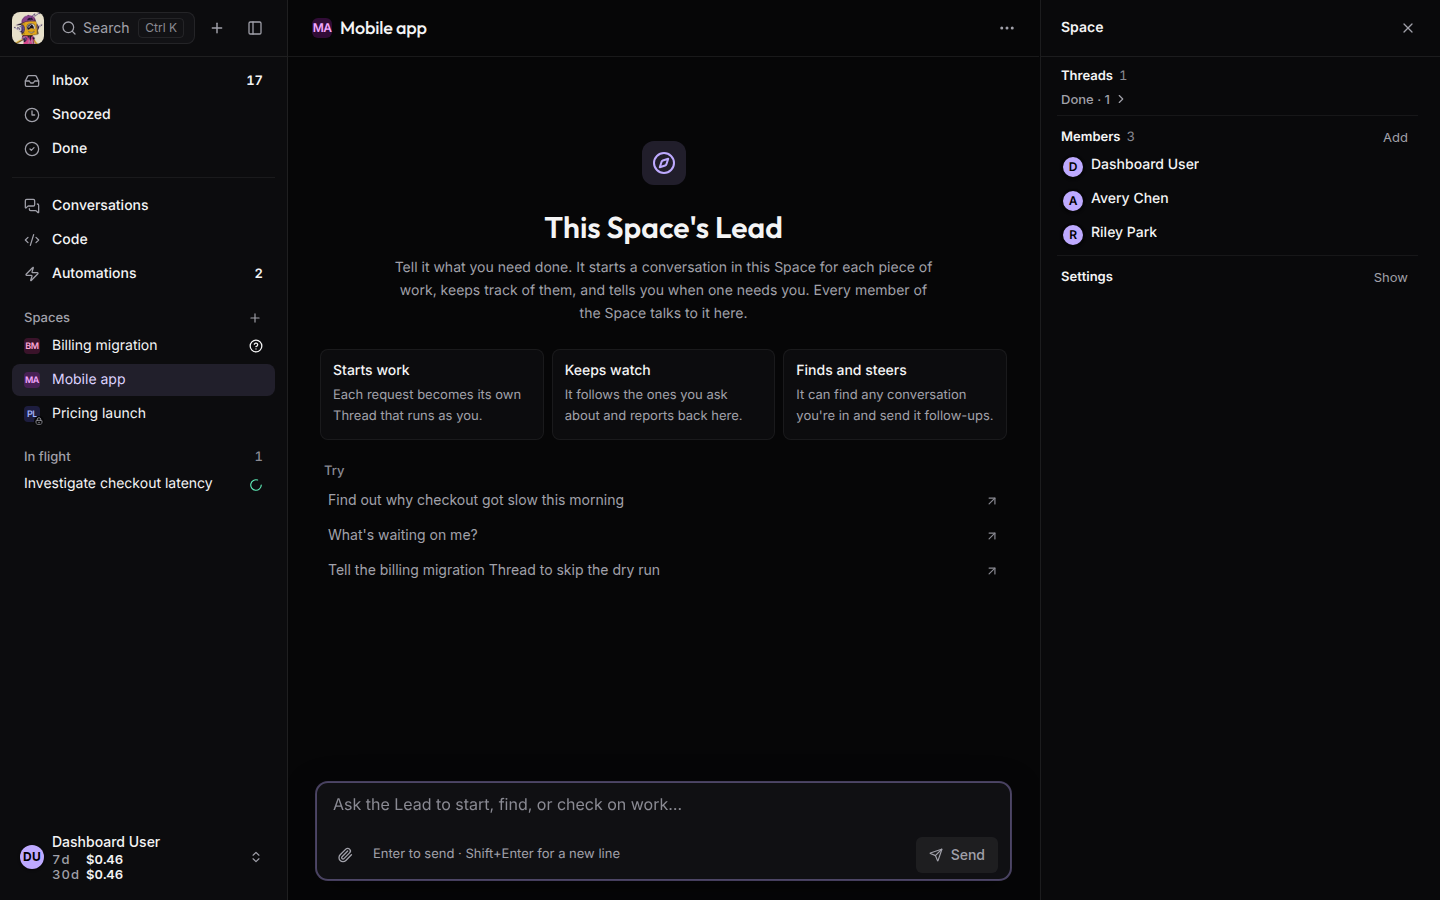 Search Ctrl K
Inbox 17
Snoozed
Done
Conversations
Code
Automations 2
Spaces
BM Billing migration
MA Mobile app
PL Pricing launch
In flight 1
Investigate checkout latency
DU Dashboard User
7d $0.46
30d $0.46
MA Mobile app
This Space's Lead
Tell it what you need done. It starts a conversation in this Space for each piece of
work, keeps track of them, and tells you when one needs you. Every member of
the Space talks to it here.
Starts work
Each request becomes its own
Thread that runs as you.
Keeps watch
It follows the ones you ask
about and reports back here.
Finds and steers
It can find any conversation
you're in and send it follow-ups.
Try
Find out why checkout got slow this morning
What's waiting on me?
Tell the billing migration Thread to skip the dry run
Ask the Lead to start, find, or check on work...
Enter to send · Shift+Enter for a new line
Send
Space
Threads 1
Done · 1
Members 3 Add
D Dashboard User
A Avery Chen
R Riley Park
Settings Show